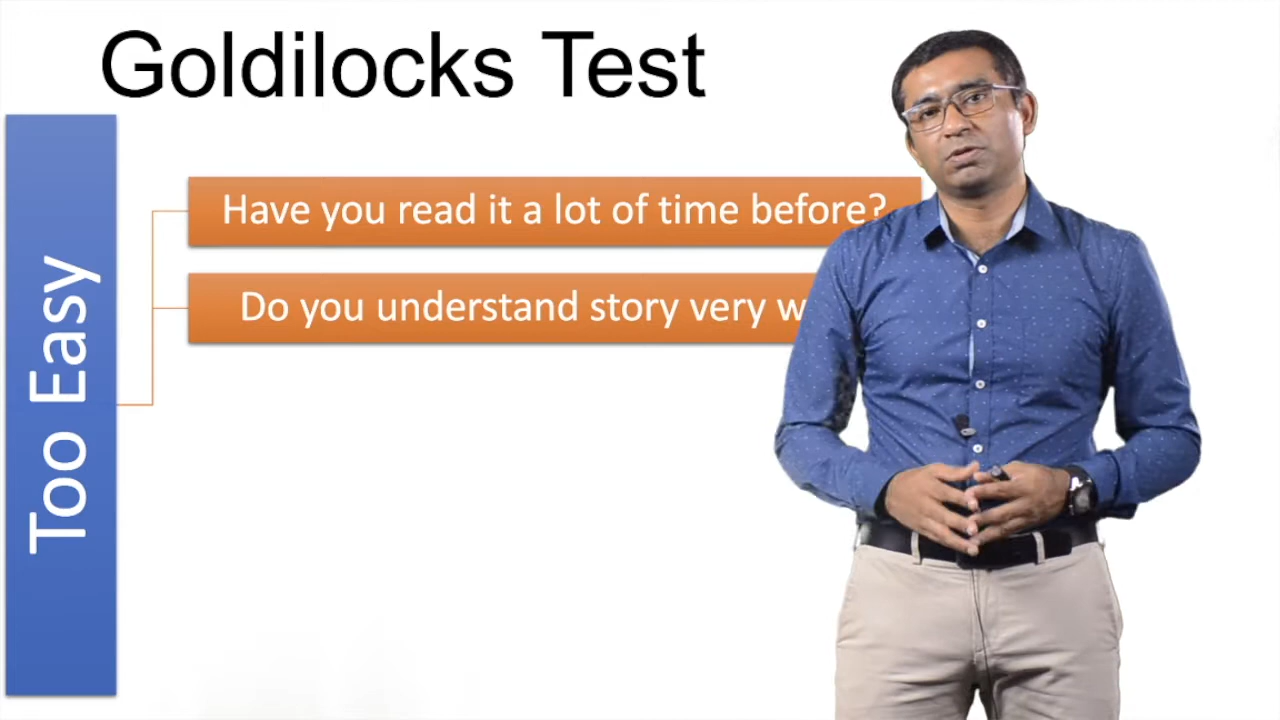 Goldilocks Test
Too Easy
Have you read it a lot of time before?
Do you understand story very